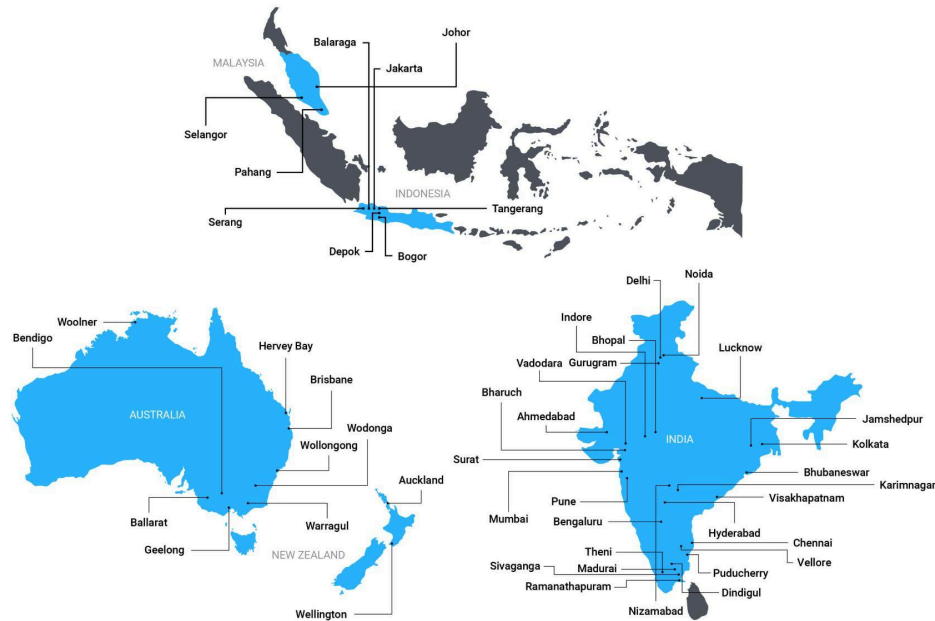 Balaraga
Johor
MALAYSIA
Jakarta
Selangor
Pahang
INDONESIA
Serang
Tangerang
Depok
Bogor
Woolner
Bendigo
Hervey Bay
Brisbane
AUSTRALIA
Wodonga
Wollongong
Auckland
Ballarat
Warragul
Geelong
NEW ZEALAND
Wellington
Noida
Delhi
Indore
Bhopal
Lucknow
Vadodara
Gurugram
Bharuch
Ahmedabad
Jamshedpur
INDIA
Kolkata
Surat
Bhubaneswar
Karimnagar
Pune
Visakhapatnam
Mumbai
Bengaluru
Hyderabad
Chennai
Theni
Vellore
Sivaganga
Madurai
Puducherry
Ramanathapuram
Dindigul
Nizamabad